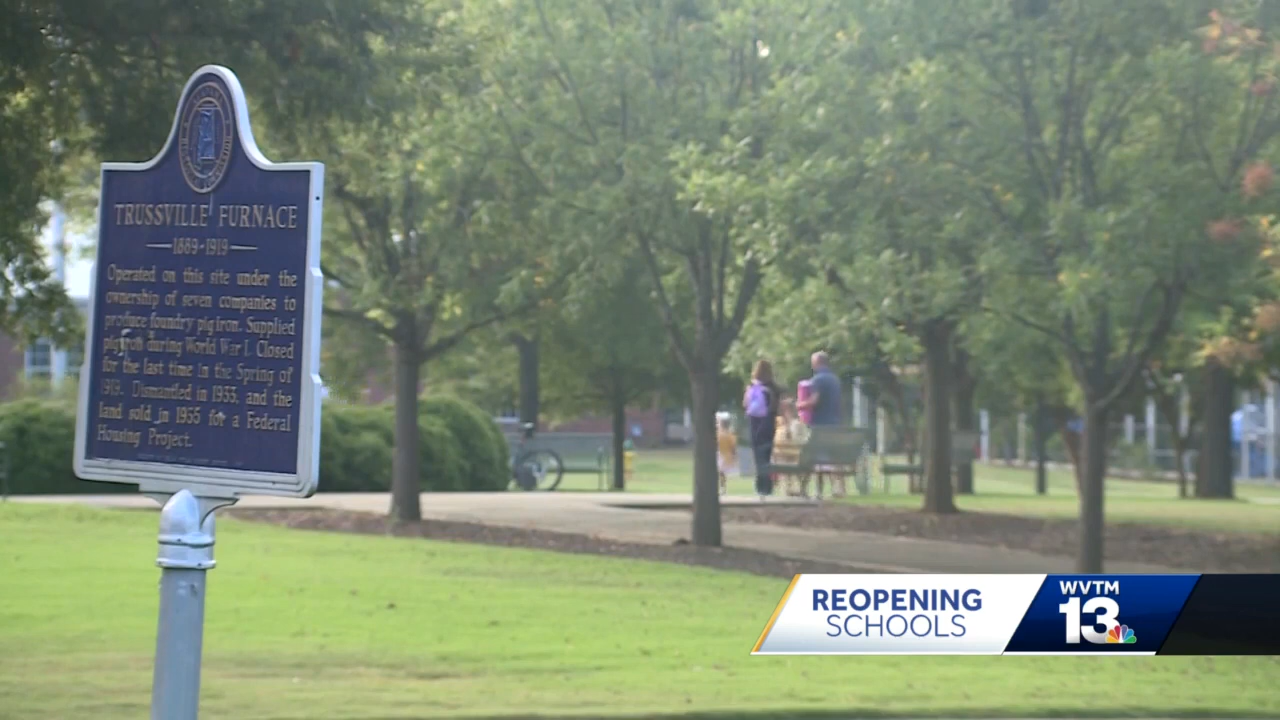 TRUSSVILLE FURNACE
1889-1919
Operated on this site under the
ownership of seven companies to
produce foundry pig iron. Supplied
pig iron during World War I. Closed
for the last time in the Spring of
1919. Dismantled in 1933, and the
land sold in 1935 for a Federal
Housing Project.
REOPENING
SCHOOLS
WVTM
13